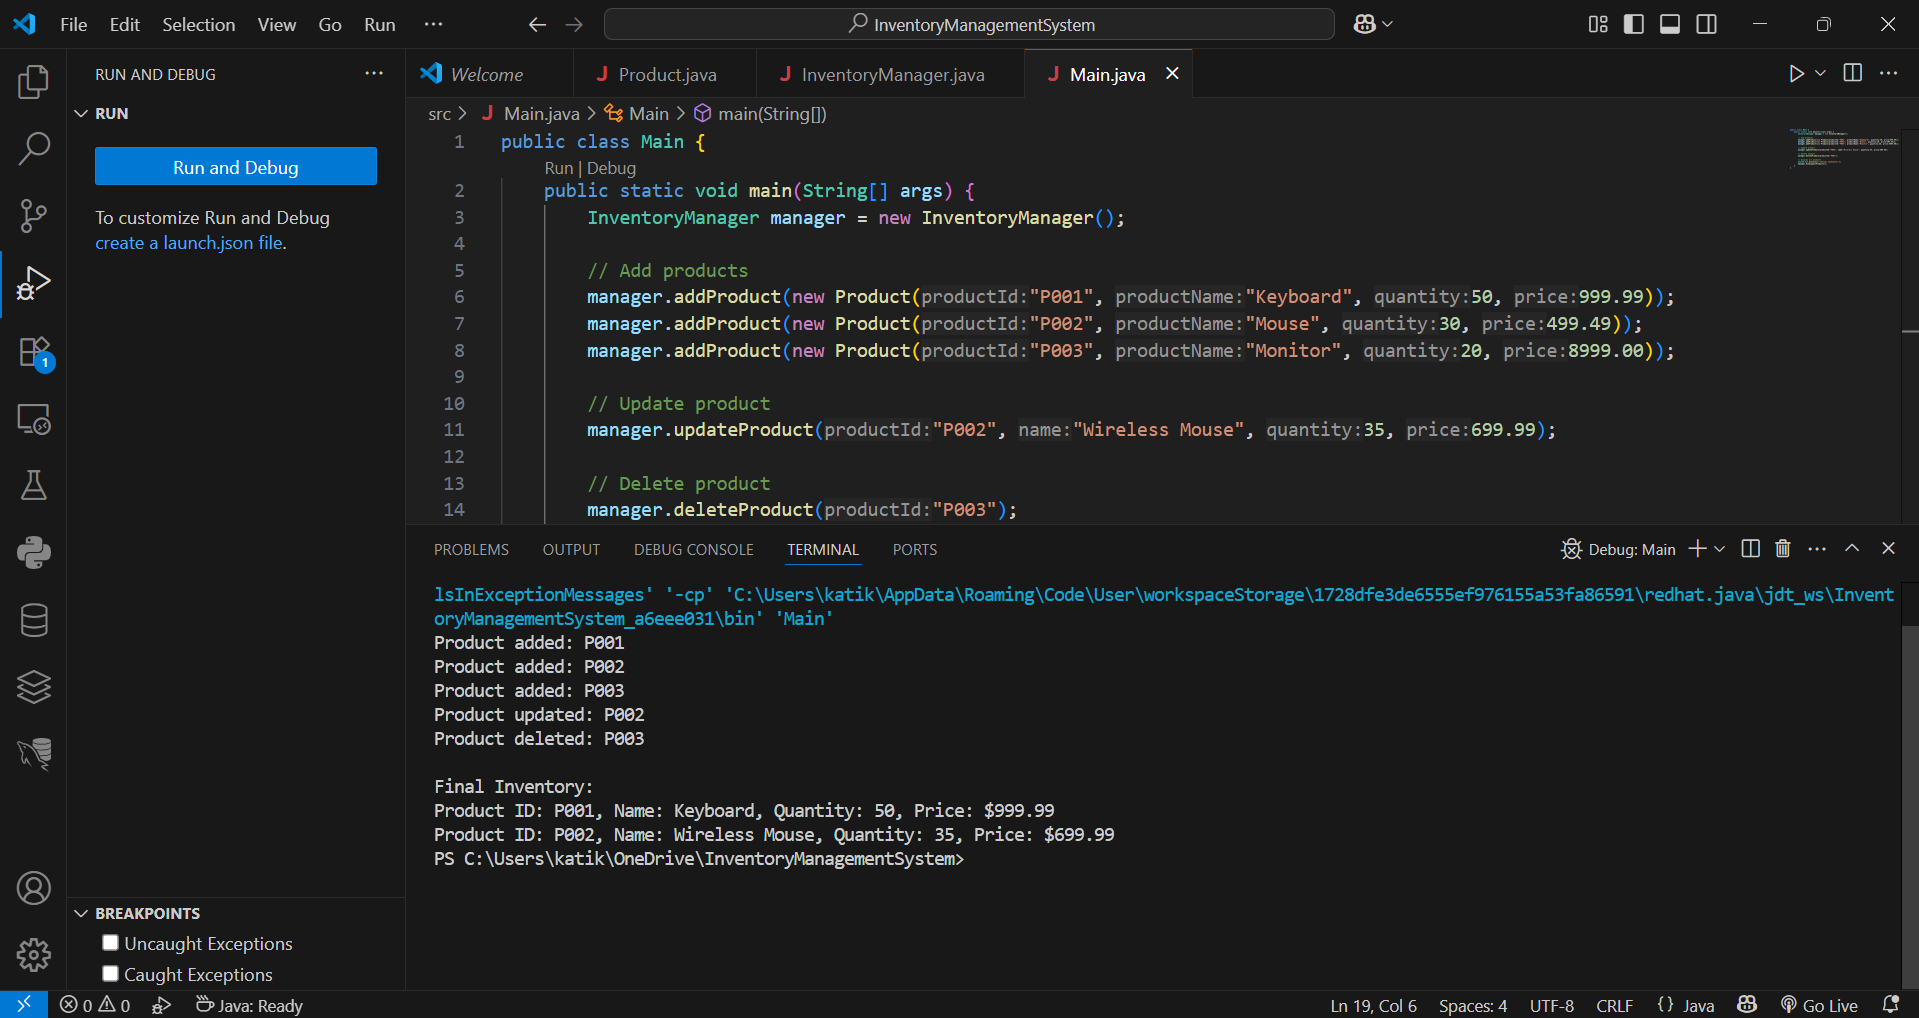 File Edit Selection View Go Run ··· InventoryManagementSystem
RUN AND DEBUG ···
RUN
Run and Debug
To customize Run and Debug
create a launch.json file.
1
BREAKPOINTS
Uncaught Exceptions
Caught Exceptions
Welcome J Product.java J InventoryManager.java J Main.java
src > J Main.java > Main > main(String[])
1 public class Main {
Run | Debug
2 public static void main(String[] args) {
3 InventoryManager manager = new InventoryManager();
4
5 // Add products
6 manager.addProduct(new Product(productId:"P001", productName:"Keyboard", quantity:50, price:999.99));
7 manager.addProduct(new Product(productId:"P002", productName:"Mouse", quantity:30, price:499.49));
8 manager.addProduct(new Product(productId:"P003", productName:"Monitor", quantity:20, price:8999.00));
9
10 // Update product
11 manager.updateProduct(productId:"P002", name:"Wireless Mouse", quantity:35, price:699.99);
12
13 // Delete product
14 manager.deleteProduct(productId:"P003");
PROBLEMS OUTPUT DEBUG CONSOLE TERMINAL PORTS Debug: Main
lsInExceptionMessages' '-cp' 'C:\Users\katik\AppData\Roaming\Code\User\workspaceStorage\1728dfe3de6555ef976155a53fa86591\redhat.java\jdt_ws\Invent
oryManagementSystem_a6eee031\bin' 'Main'
Product added: P001
Product added: P002
Product added: P003
Product updated: P002
Product deleted: P003
Final Inventory:
Product ID: P001, Name: Keyboard, Quantity: 50, Price: $999.99
Product ID: P002, Name: Wireless Mouse, Quantity: 35, Price: $699.99
PS C:\Users\katik\OneDrive\InventoryManagementSystem>
0 0 Java: Ready Ln 19, Col 6 Spaces: 4 UTF-8 CRLF {} Java Go Live